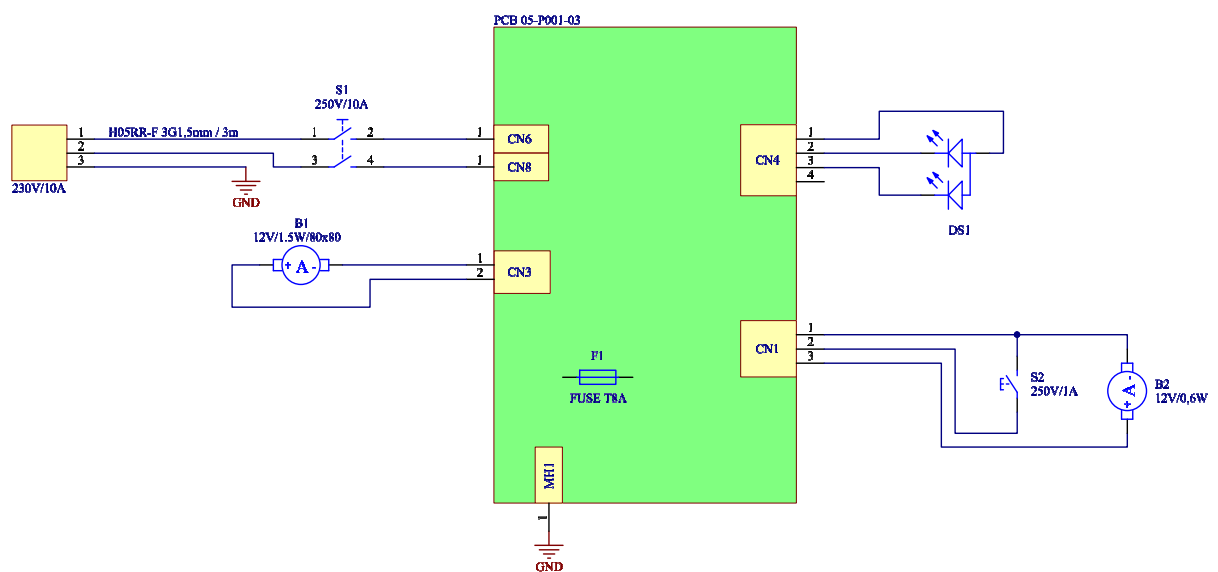 PCB 05-P001-03
S1
250V/10A
1
H05RR-F 3G1,5mm / 3m
1
2
1
CN6
2
3
3
4
1
CN8
230V/10A
GND
1
2
3
4
CN4
DS1
B1
12V/1.5W/80x80
+ A -
1
2
CN3
1
2
3
CN1
F1
FUSE T8A
S2
250V/1A
E-
+ A -
B2
12V/0,6W
MH1
1
GND